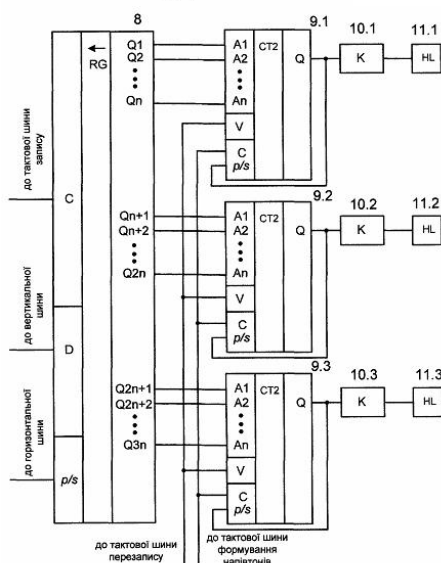 8
9.1
10.1
11.1
RG
Q1
Q2
Qn
A1
A2
An
CT2
Q
V
C
p/s
K
HL
до тактової шини
запису
C
9.2
10.2
11.2
Qn+1
Qn+2
Q2n
A1
A2
An
CT2
Q
V
C
p/s
K
HL
до вертикальної
шини
D
9.3
10.3
11.3
Q2n+1
Q2n+2
Q3n
A1
A2
An
CT2
Q
V
C
p/s
K
HL
до горизонтальної
шини
p/s
до тактової шини
перезапису
до тактової шини
формування
напівтонів